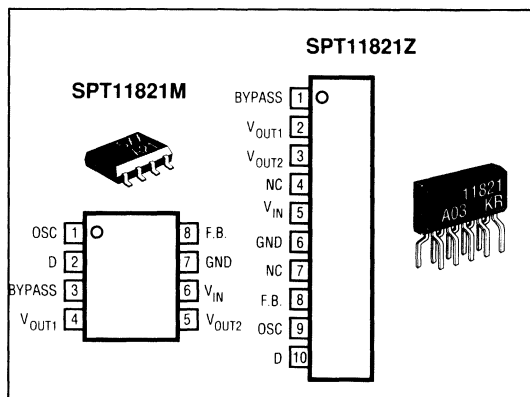 SPT11821Z
SPT11821M
BYPASS 1
VOUT1 2
VOUT2 3
NC 4
VIN 5
GND 6
NC 7
F.B. 8
OSC 9
D 10
11821
A03 KR
OSC 1
D 2
BYPASS 3
VOUT1 4
8 F.B.
7 GND
6 VIN
5 VOUT2